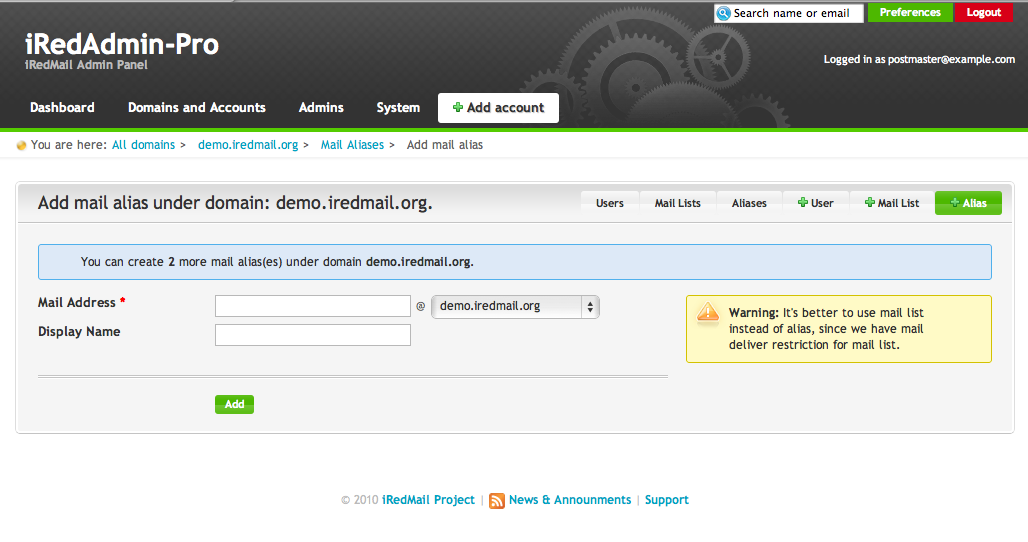 Search name or email Preferences Logout
iRedAdmin-Pro
iRedMail Admin Panel
Logged in as postmaster@example.com
Dashboard Domains and Accounts Admins System Add account
You are here: All domains > demo.iredmail.org > Mail Aliases > Add mail alias
Add mail alias under domain: demo.iredmail.org.
Users Mail Lists Aliases User Mail List Alias
You can create 2 more mail alias(es) under domain demo.iredmail.org.
Mail Address * @ demo.iredmail.org
Display Name
Warning: It's better to use mail list
instead of alias, since we have mail
deliver restriction for mail list.
Add
© 2010 iRedMail Project | News & Announments | Support